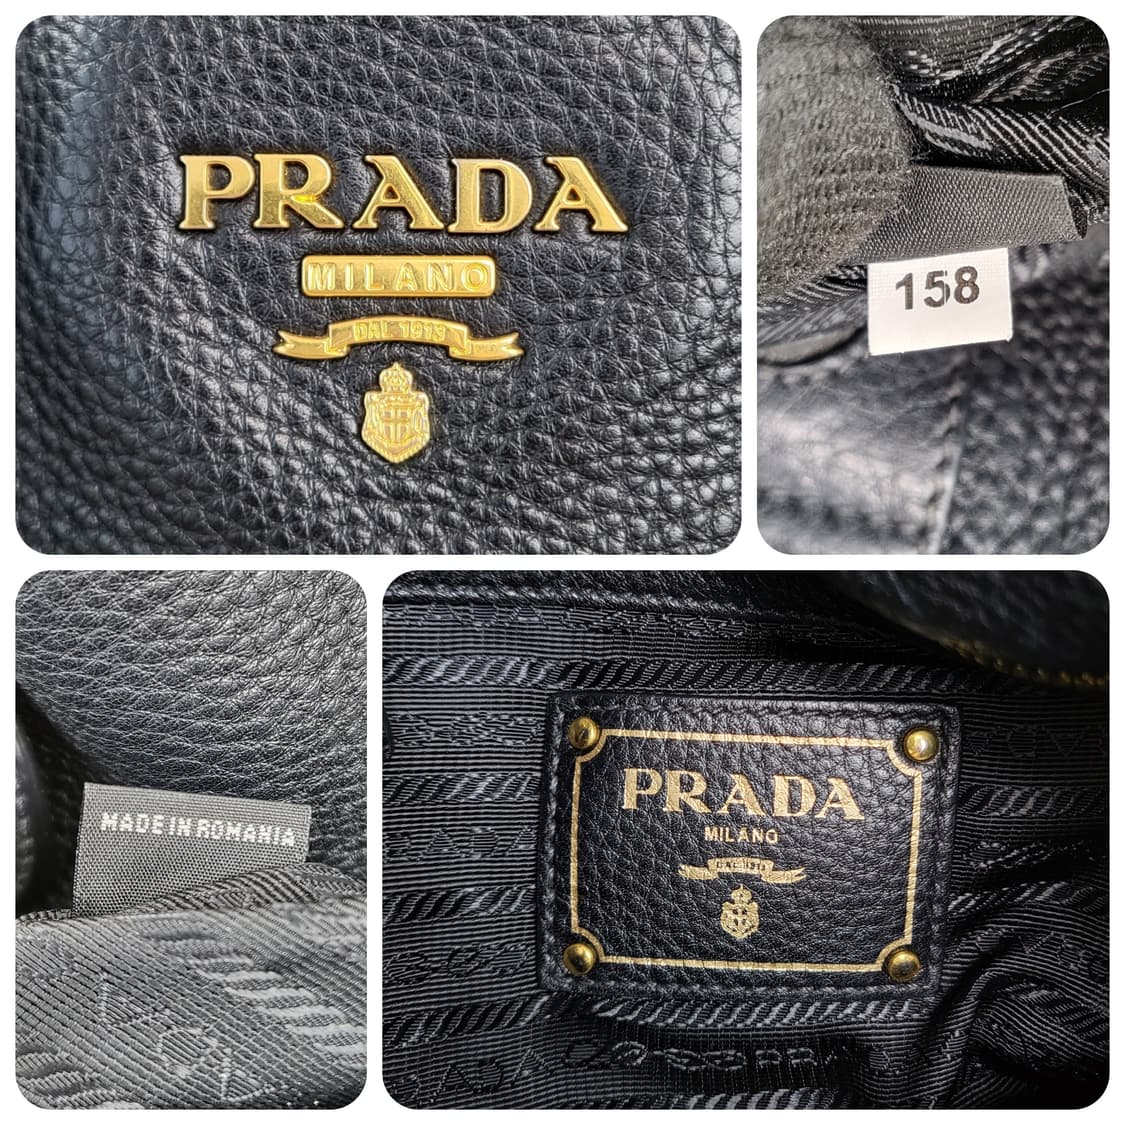 PRADA
MILANO
DAL 1913
158
MADE IN ROMANIA
PRADA
MILANO
DAL 1913